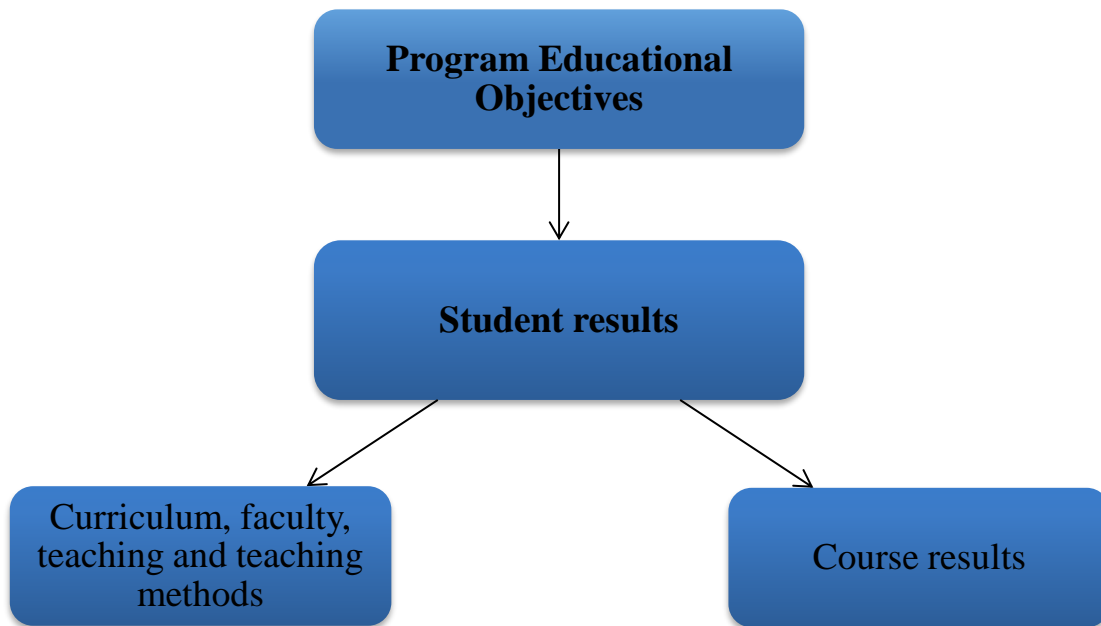 Program Educational
Objectives
Student results
Curriculum, faculty,
teaching and teaching
methods
Course results